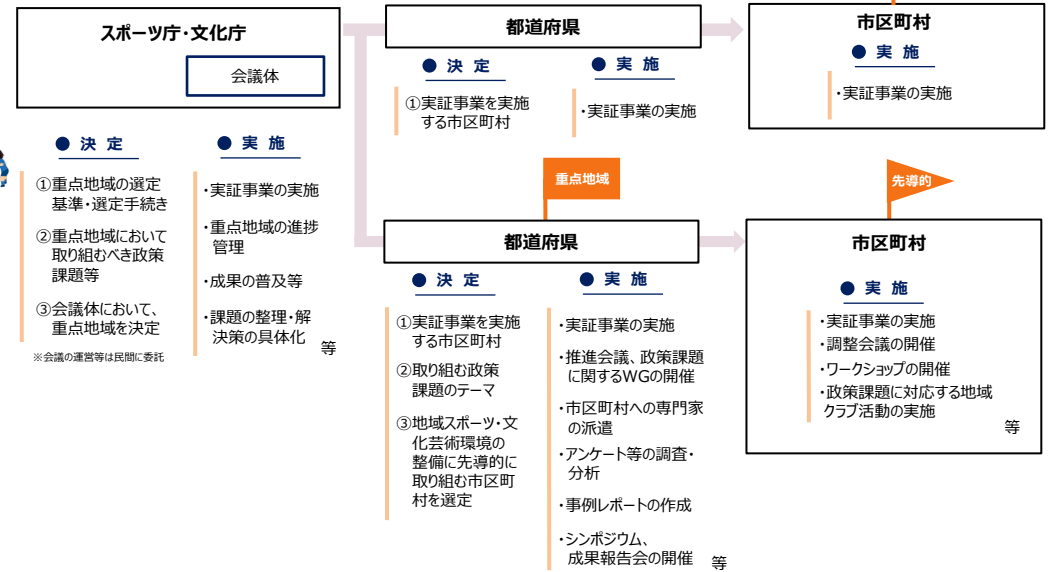 スポーツ庁・文化庁
会議体
● 決 定
①重点地域の選定
基準・選定手続き
②重点地域において
取り組むべき政策
課題等
③会議体において、
重点地域を決定
※会議の運営等は民間に委託
● 実 施
・実証事業の実施
・重点地域の進捗
管理
・成果の普及等
・課題の整理・解
決策の具体化
等
都道府県
● 決 定
①実証事業を実施
する市区町村
● 実 施
・実証事業の実施
市区町村
● 実 施
・実証事業の実施
重点地域
都道府県
● 決 定
①実証事業を実施
する市区町村
②取り組む政策
課題のテーマ
③地域スポーツ・文
化芸術環境の
整備に先導的に
取り組む市区町
村を選定
● 実 施
・実証事業の実施
・推進会議、政策課題
に関するWGの開催
・市区町村への専門家
の派遣
・アンケート等の調査・
分析
・事例レポートの作成
・シンポジウム、
成果報告会の開催
等
先導的
市区町村
● 実 施
・実証事業の実施
・調整会議の開催
・ワークショップの開催
・政策課題に対応する地域
クラブ活動の実施
等